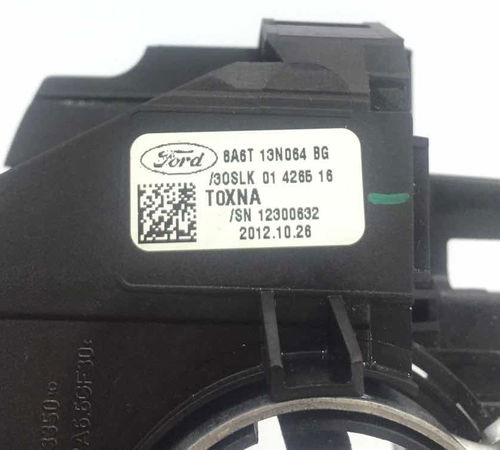 Ford
8A6T 13N064 BG
/30SLK 01 4265 16
TOXNA
/SN 12300632
2012.10.26